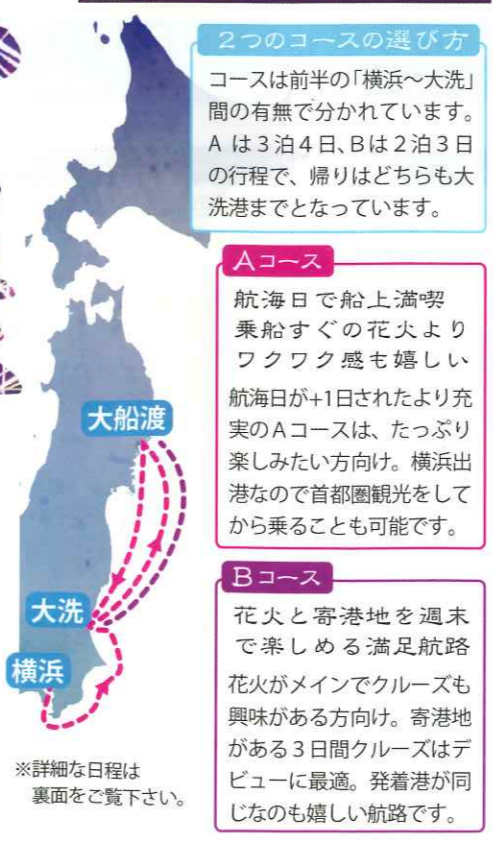 2つのコースの選び方
コースは前半の「横浜～大洗」
間の有無で分かれています。
A は3泊4日、Bは2泊3日
の行程で、帰りはどちらも大
洗港までとなっています。
Aコース
航海日で船上満喫
乗船すぐの花火より
ワクワク感も嬉しい
航海日が+1日されたより充
実のAコースは、たっぷり
楽しみたい方向け。横浜出
港なので首都圏観光をして
から乗ることも可能です。
Bコース
花火と寄港地を週末
で楽しめる満足航路
花火がメインでクルーズも
興味がある方向け。寄港地
がある3日間クルーズはデ
ビューに最適。発着港が同
じなのも嬉しい航路です。
大船渡
大洗
横浜
※詳細な日程は
裏面をご覧下さい。